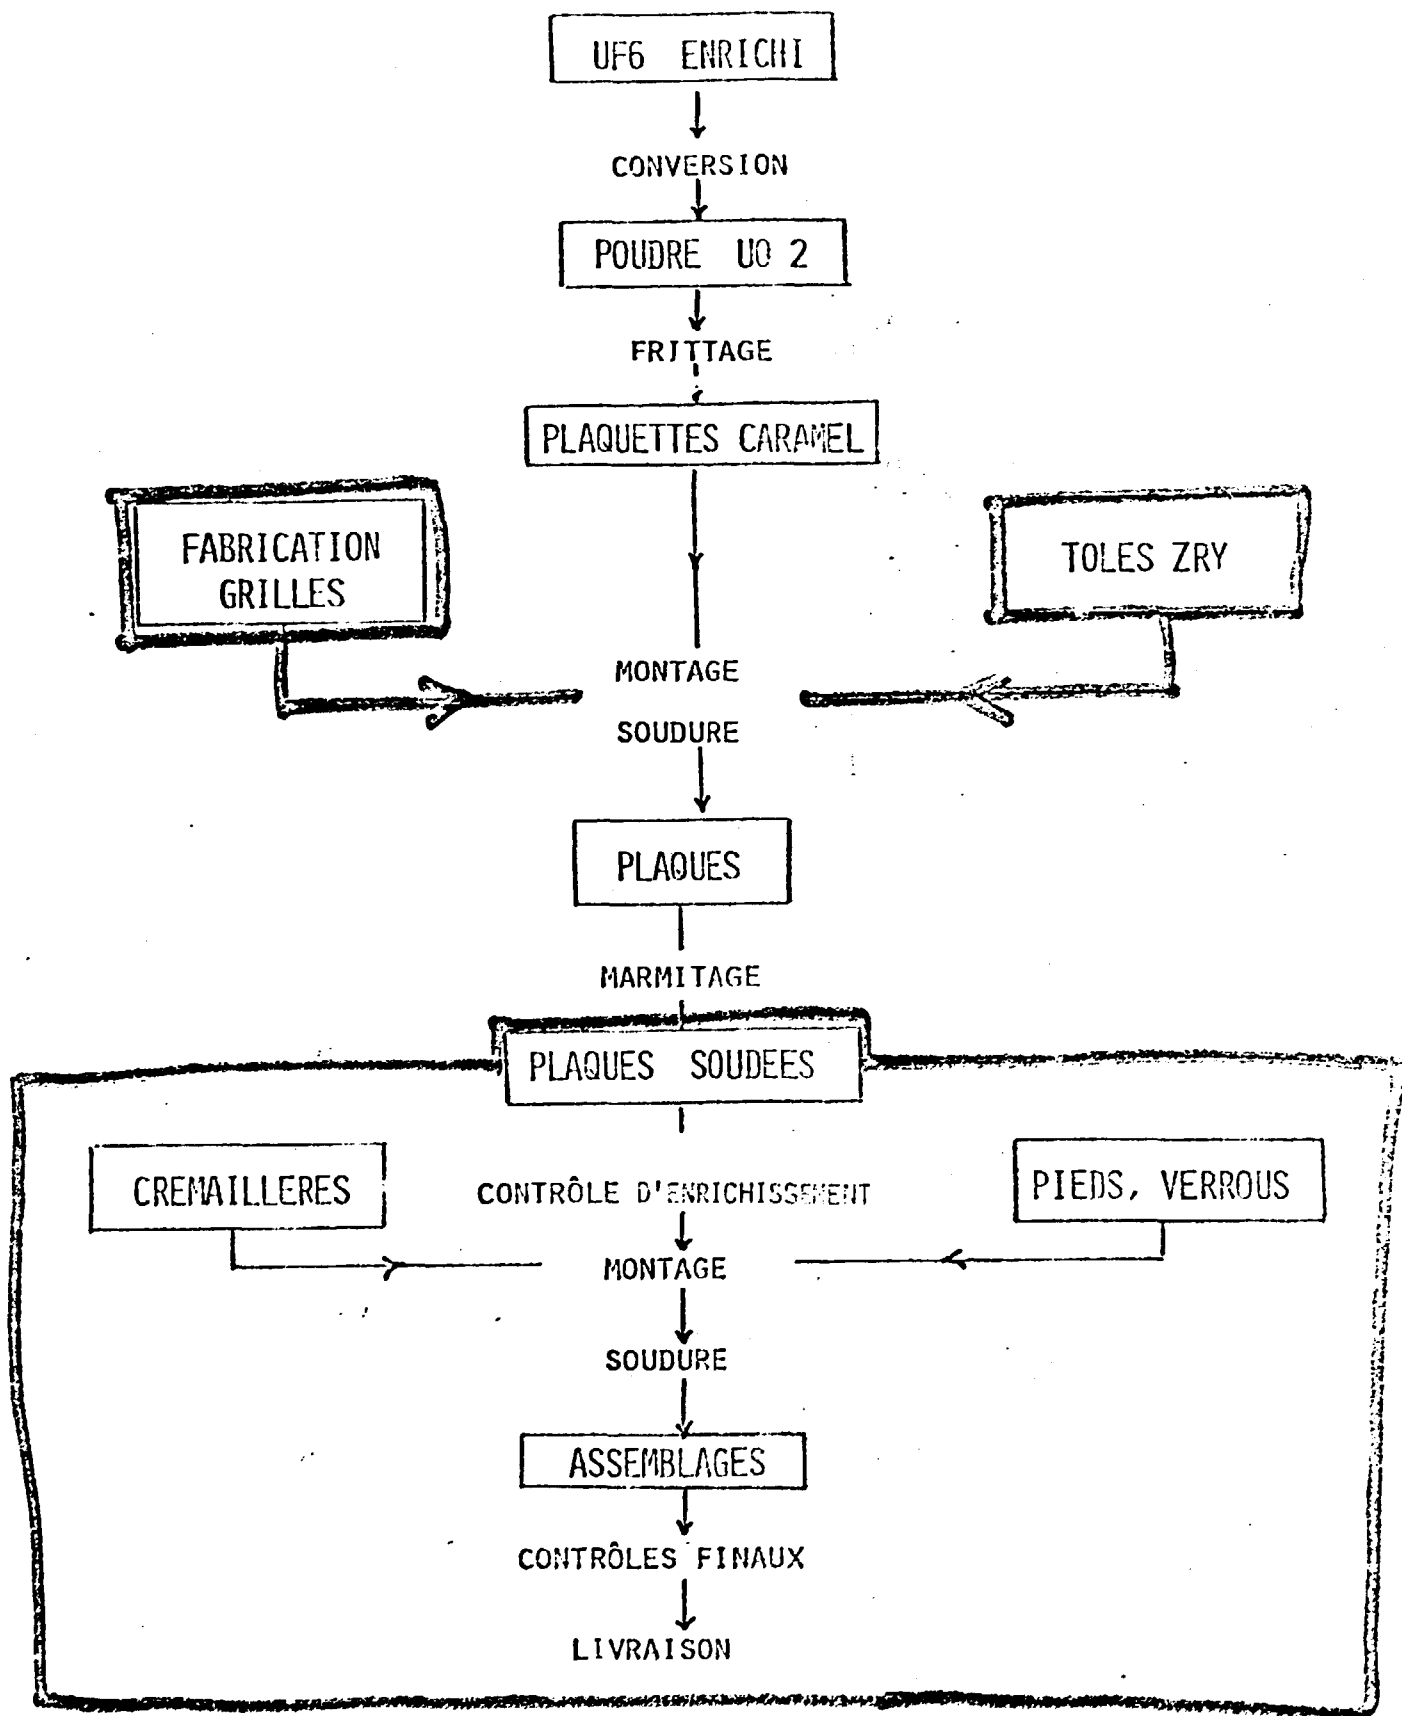 UF6 ENRICHI
CONVERSION
POUDRE UO 2
FRITTAGE
PLAQUETTES CARAMEL
FABRICATION
GRILLES
TOLES ZRY
MONTAGE
SOUDURE
PLAQUES
MARMITAGE
PLAQUES SOUDEES
CREMAILLERES
CONTRÔLE D'ENRICHISSEMENT
PIEDS, VERROUS
MONTAGE
SOUDURE
ASSEMBLAGES
CONTRÔLES FINAUX
LIVRAISON